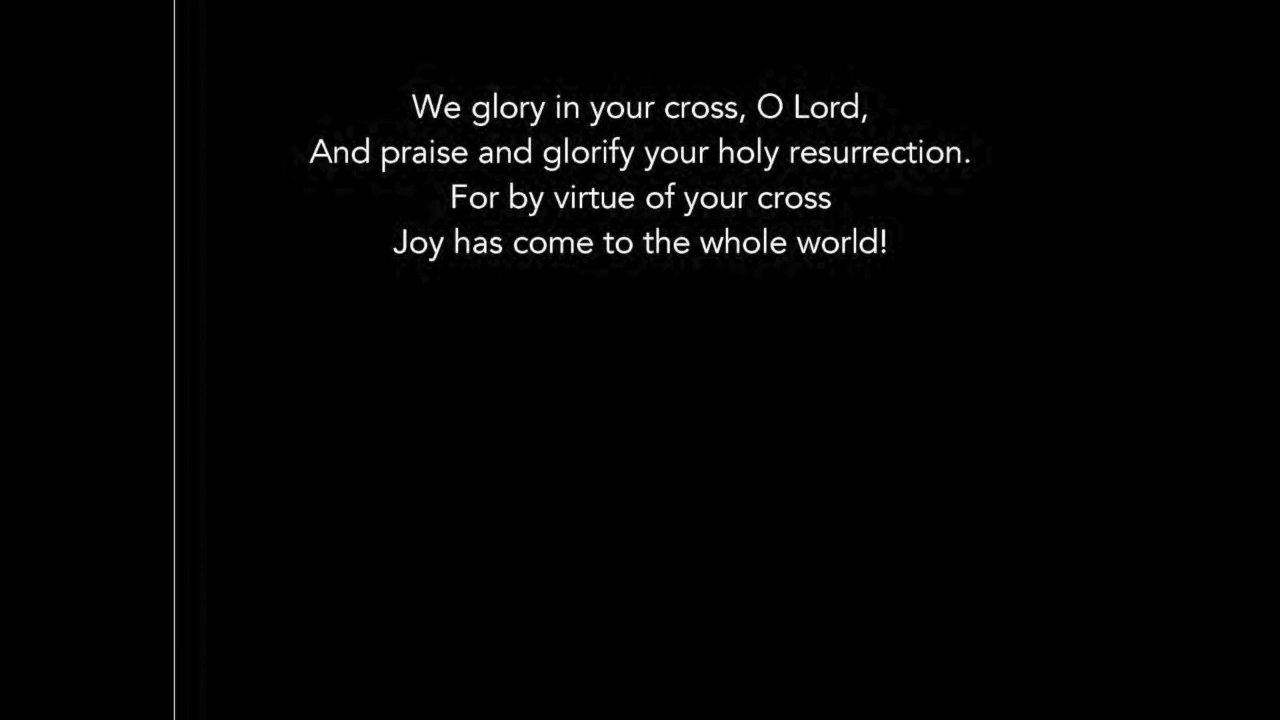 We glory in your cross, O Lord,
And praise and glorify your holy resurrection.
For by virtue of your cross
Joy has come to the whole world!